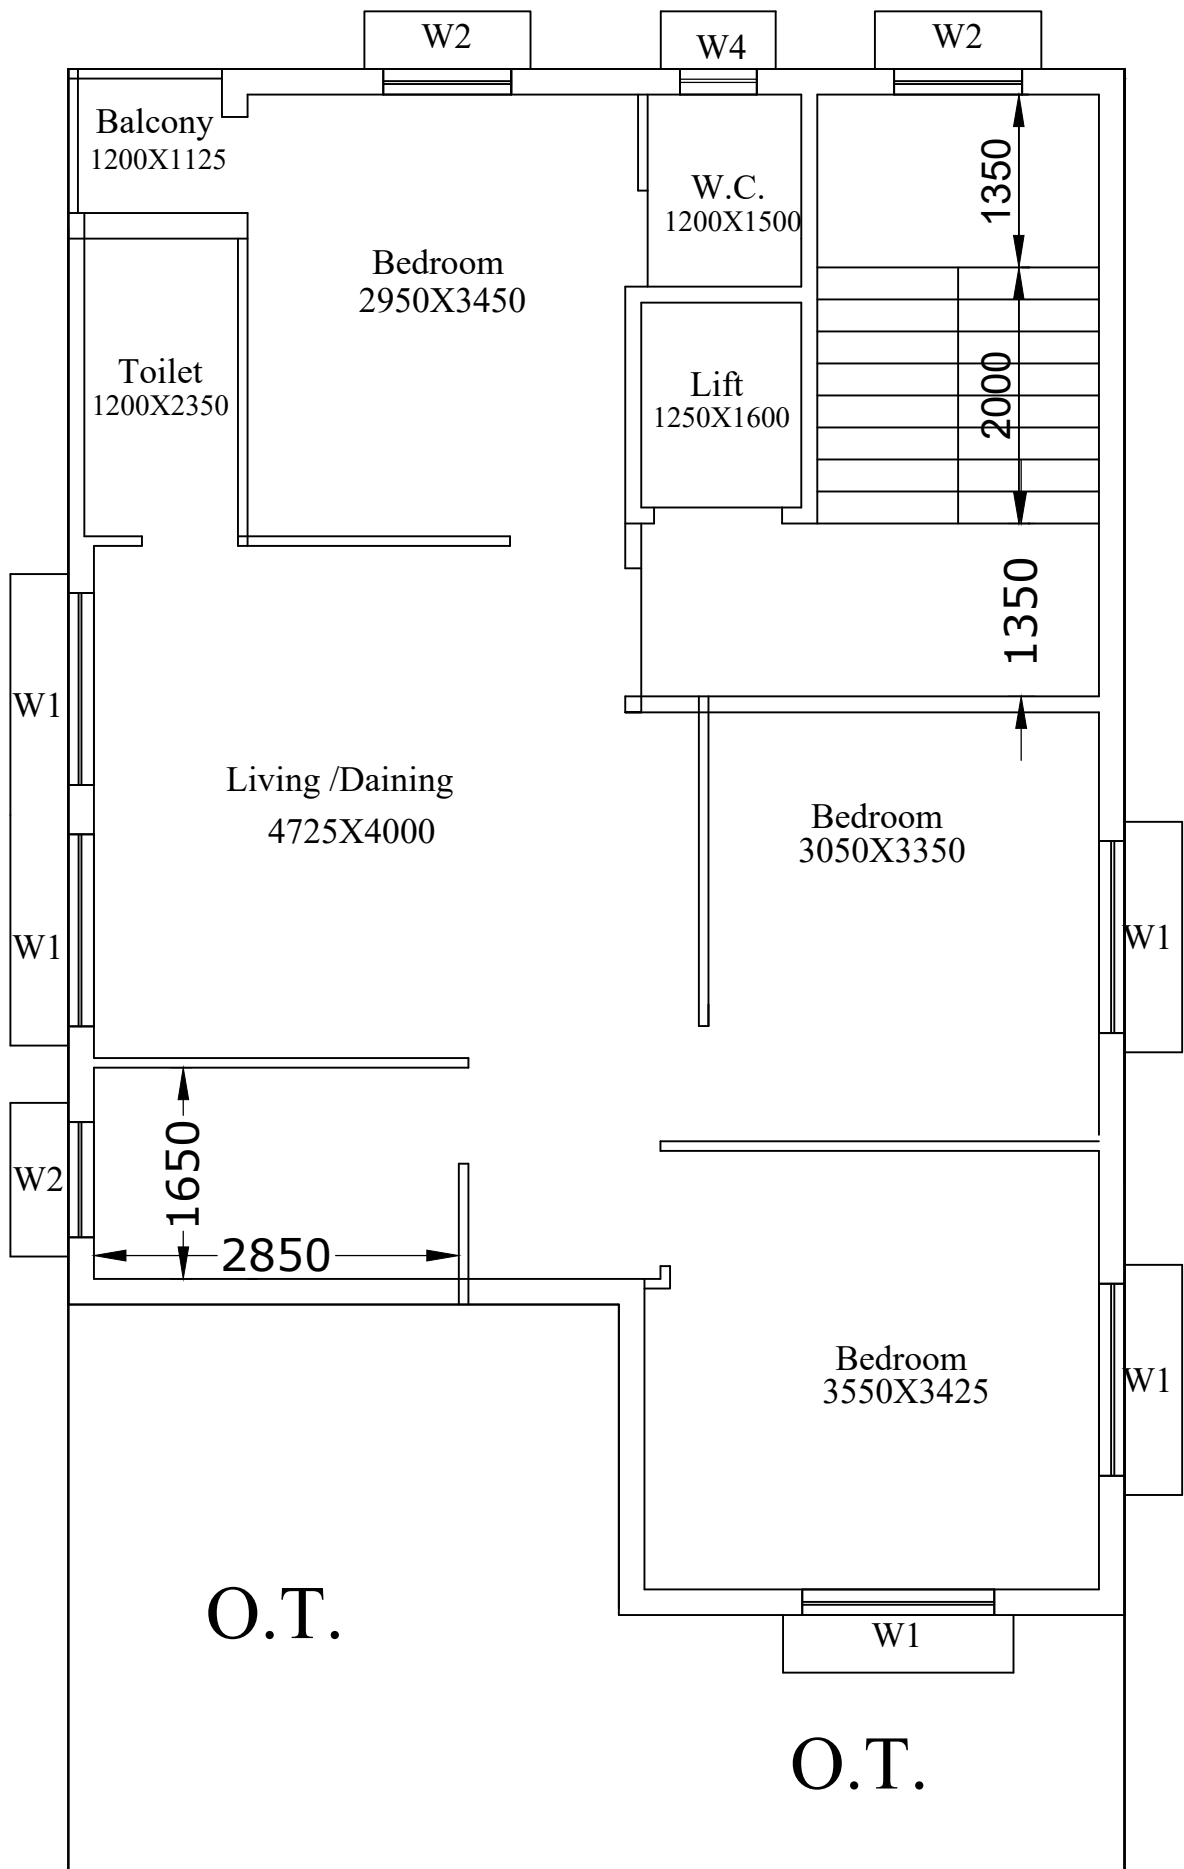 W2
W4
W2
Balcony
1200X1125
1350
W.C.
1200X1500
Bedroom
2950X3450
Toilet
1200X2350
Lift
1250X1600
2000
1350
W1
Living /Daining
4725X4000
Bedroom
3050X3350
W1
W1
1650
W2
2850
Bedroom
3550X3425
W1
O.T.
W1
O.T.